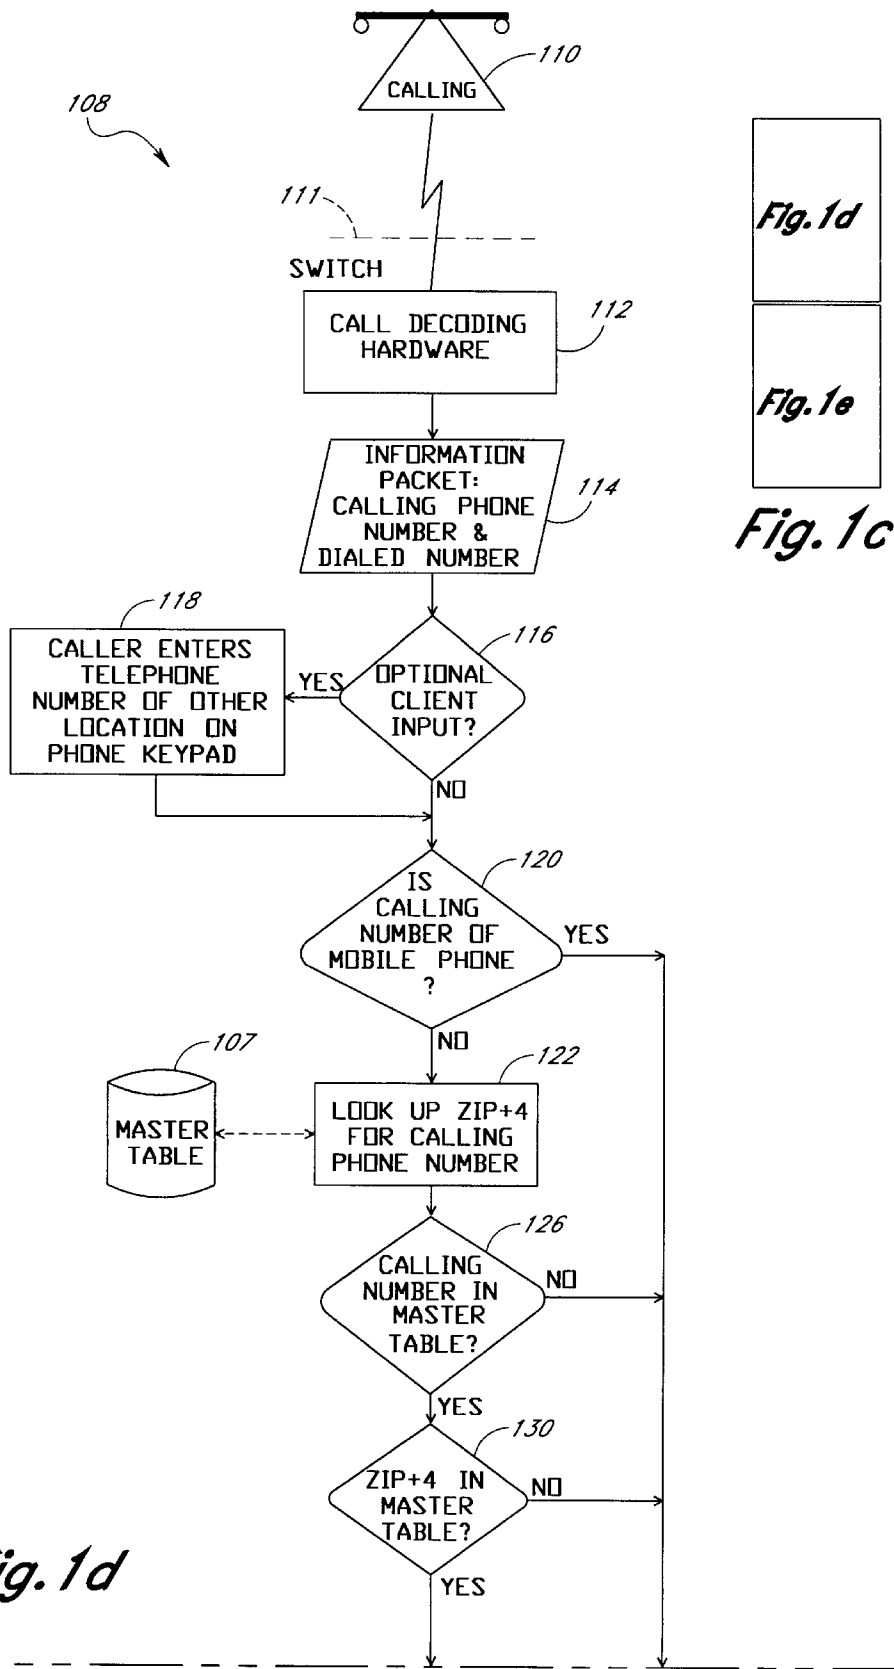 110
CALLING
108
111
SWITCH
CALL DECODING
HARDWARE
112
INFORMATION
PACKET:
CALLING PHONE
NUMBER &
DIALED NUMBER
114
118
CALLER ENTERS
TELEPHONE
NUMBER OF OTHER
LOCATION ON
PHONE KEYPAD
YES
116
OPTIONAL
CLIENT
INPUT?
NO
120
IS
CALLING
NUMBER OF
MOBILE PHONE
?
YES
NO
107
MASTER
TABLE
122
LOOK UP ZIP+4
FOR CALLING
PHONE NUMBER
126
CALLING
NUMBER IN
MASTER
TABLE?
NO
YES
130
ZIP+4 IN
MASTER
TABLE?
NO
YES
Fig.1d
Fig.1e
Fig.1c
ig.1d